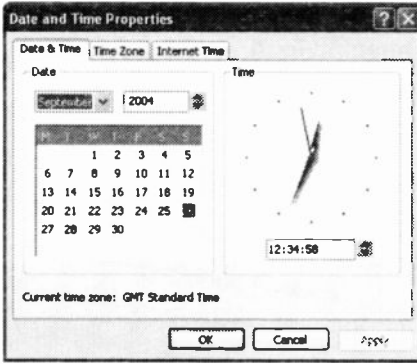 Date and Time Properties
Date & Time Time Zone Internet Time
Date
Time
September 2004
M T W T F S S
1 2 3 4 5
6 7 8 9 10 11 12
13 14 15 16 17 18 19
20 21 22 23 24 25
27 28 29 30
12:34:58
Current time zone: GMT Standard Time
OK Cancel Apply